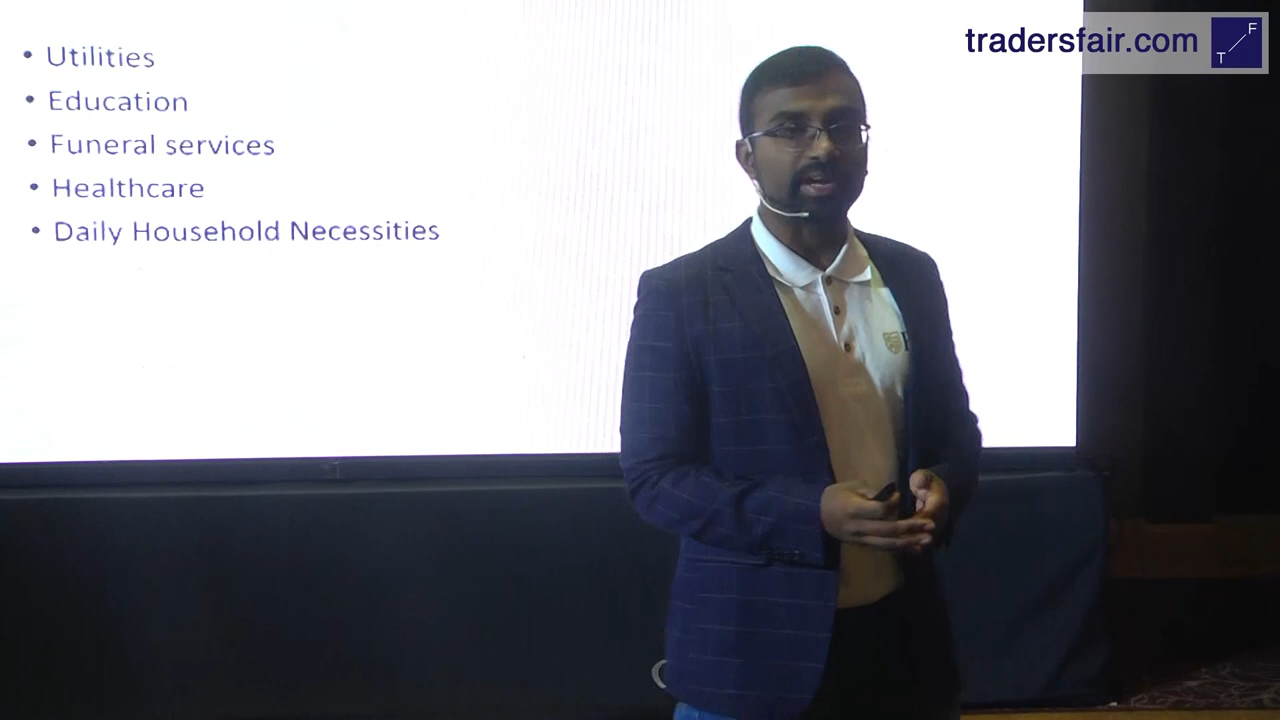 tradersfair.com
F
T
• Utilities
• Education
• Funeral services
• Healthcare
• Daily Household Necessities